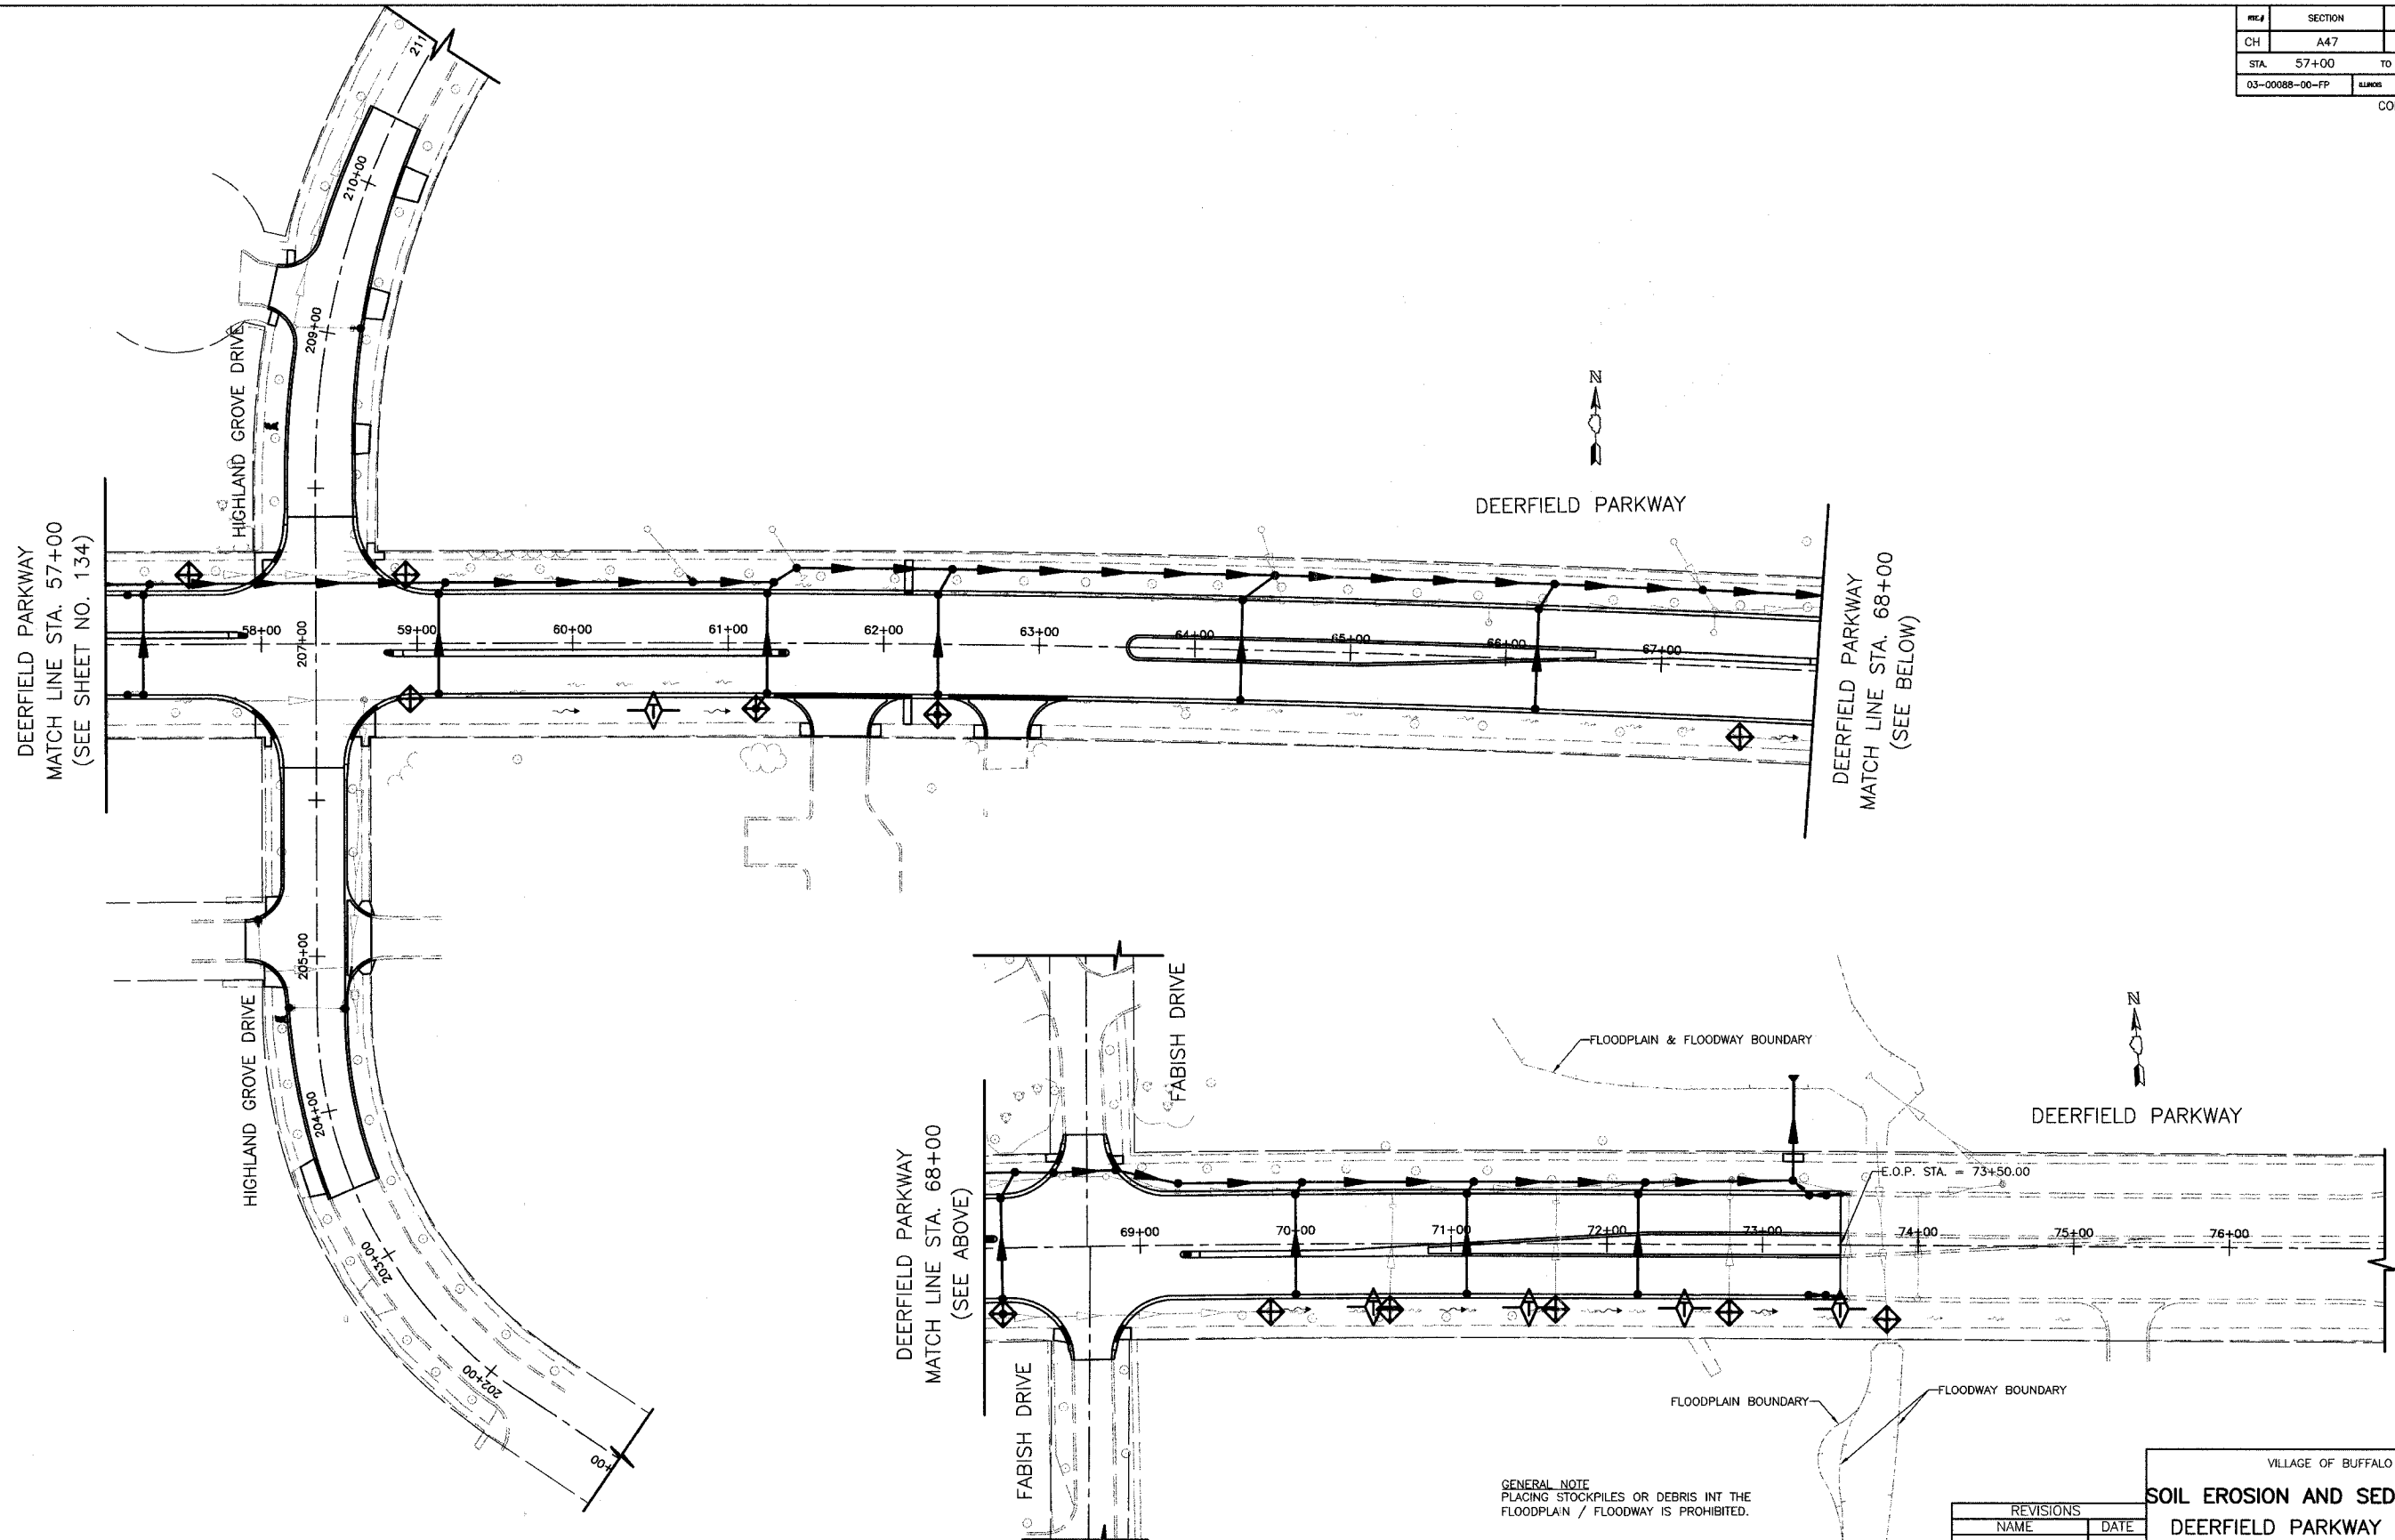 RTE.# SECTION
CH A47
STA. 57+00 TO
03-00088-00-FP ILLINOIS
211
210+00
209+00
HIGHLAND GROVE DRIVE
207+00
DEERFIELD PARKWAY
MATCH LINE STA. 57+00
(SEE SHEET NO. 134)
N
DEERFIELD PARKWAY
58+00 59+00 60+00 61+00 62+00 63+00 64+00 65+00 66+00 67+00
DEERFIELD PARKWAY
MATCH LINE STA. 68+00
(SEE BELOW)
205+00
HIGHLAND GROVE DRIVE
204+00
203+00
202+00
+00
FABISH DRIVE
FLOODPLAIN & FLOODWAY BOUNDARY
N
DEERFIELD PARKWAY
DEERFIELD PARKWAY
MATCH LINE STA. 68+00
(SEE ABOVE)
E.O.P. STA. = 73+50.00
69+00 70+00 71+00 72+00 73+00 74+00 75+00 76+00
FLOODPLAIN BOUNDARY
FLOODWAY BOUNDARY
FABISH DRIVE
GENERAL NOTE
PLACING STOCKPILES OR DEBRIS INT THE
FLOODPLAIN / FLOODWAY IS PROHIBITED.
REVISIONS
NAME DATE
VILLAGE OF BUFFALO
SOIL EROSION AND SED
DEERFIELD PARKWAY